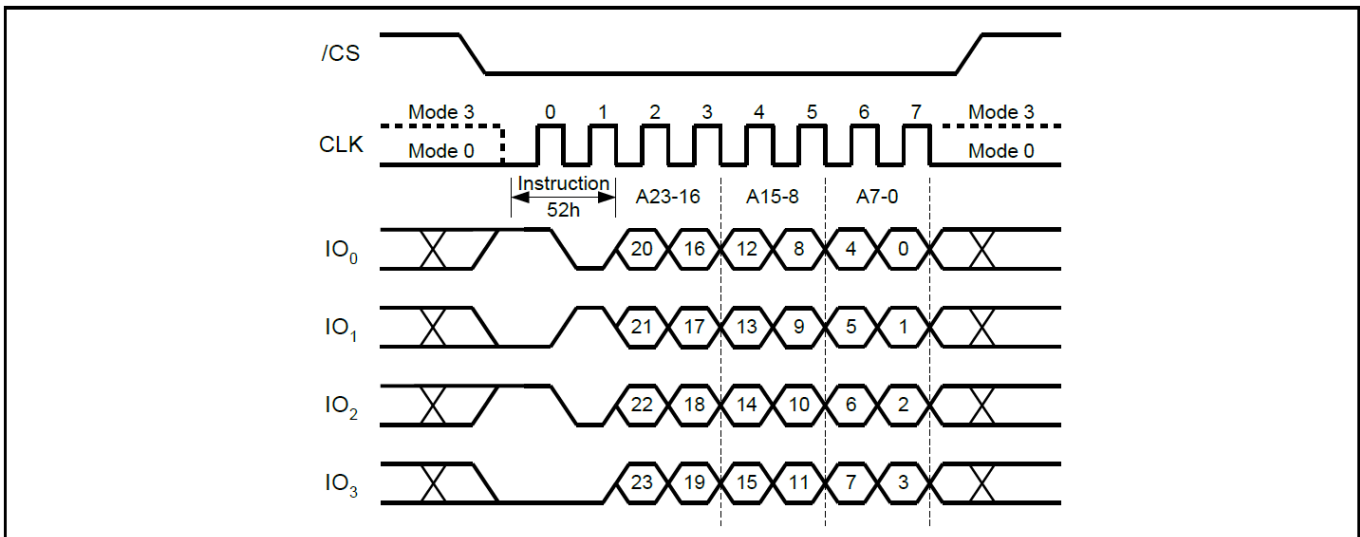 /CS
Mode 3 0 1 2 3 4 5 6 7 Mode 3
CLK
Mode 0 Mode 0
Instruction
52h
A23-16 A15-8 A7-0
IO0 20 16 12 8 4 0
IO1 21 17 13 9 5 1
IO2 22 18 14 10 6 2
IO3 23 19 15 11 7 3